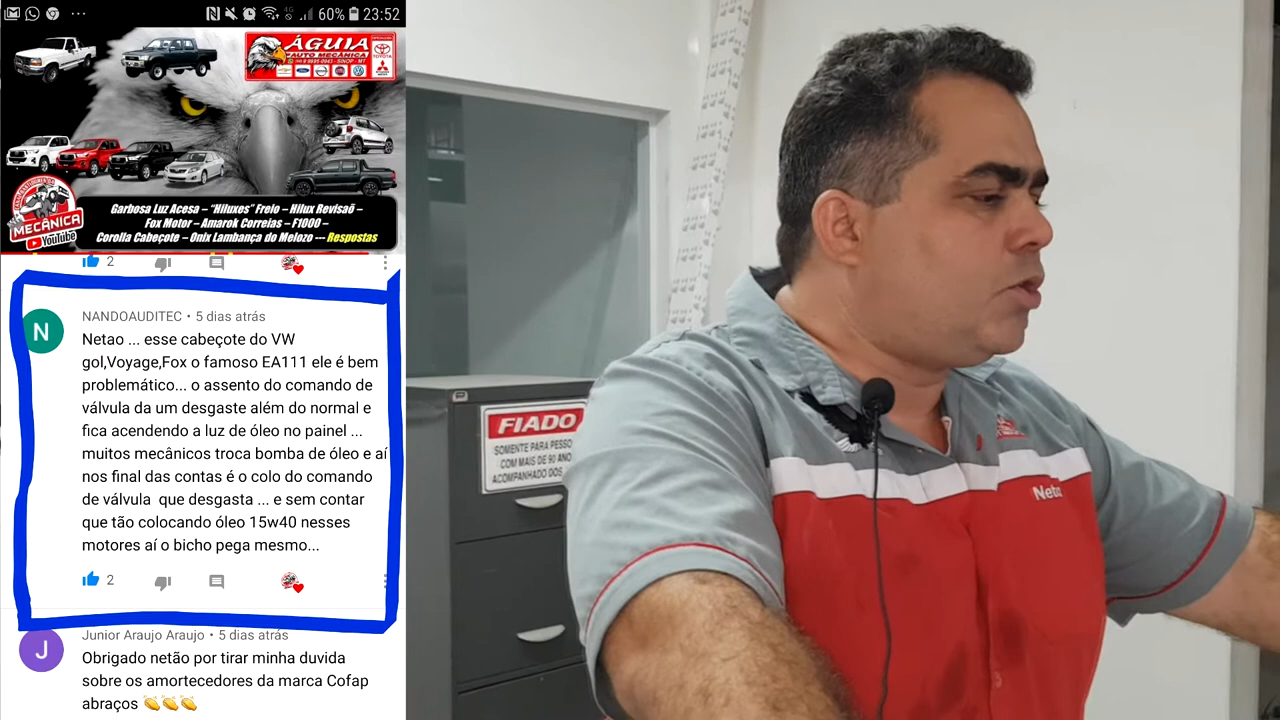 60% 23:52
ÁGUIA
AUTO MECÂNICA
Garbosa Luz Acesa – "Hiluxes" Freio – Hilux Revisaõ –
Fox Motor – Amarok Correias – F1000 –
Corolla Cabeçote – Onix Lambança do Melozo --- Respostas
MECÂNICA
YouTube
2
NANDOAUDITEC • 5 dias atrás
N
Netao ... esse cabeçote do VW
gol,Voyage,Fox o famoso EA111 ele é bem
problemático... o assento do comando de
válvula da um desgaste além do normal e
fica acendendo a luz de óleo no painel ...
muitos mecânicos troca bomba de óleo e aí
nos final das contas é o colo do comando
de válvula que desgasta ... e sem contar
que tão colocando óleo 15w40 nesses
motores aí o bicho pega mesmo...
2
J
Junior Araujo Araujo • 5 dias atrás
Obrigado netão por tirar minha duvida
sobre os amortecedores da marca Cofap
abraços 👏👏👏
FIADO
SOMENTE PARA PESSO
COM MAIS DE 90 ANO
ACOMPANHADO DOS
Neto